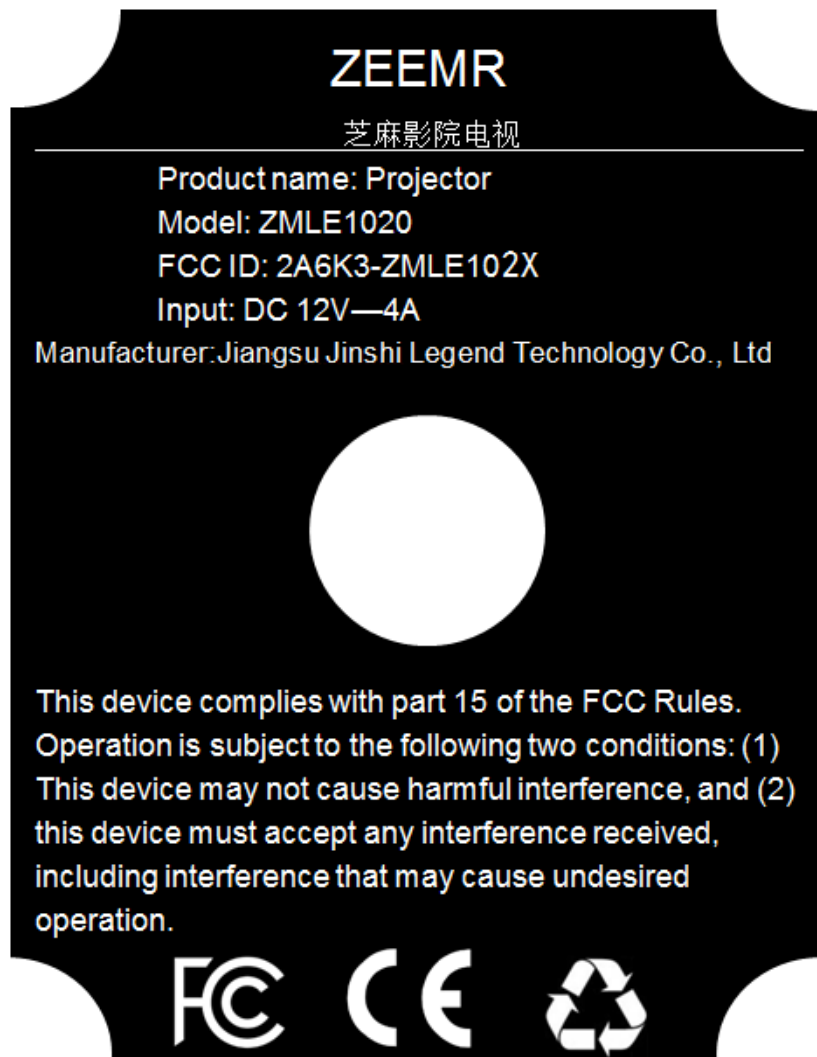 ZEEMR
芝麻影院电视
Product name: Projector
Model: ZMLE1020
FCC ID: 2A6K3-ZMLE102X
Input: DC 12V—4A
Manufacturer:Jiangsu Jinshi Legend Technology Co., Ltd
This device complies with part 15 of the FCC Rules.
Operation is subject to the following two conditions: (1)
This device may not cause harmful interference, and (2)
this device must accept any interference received,
including interference that may cause undesired
operation.
FC CE